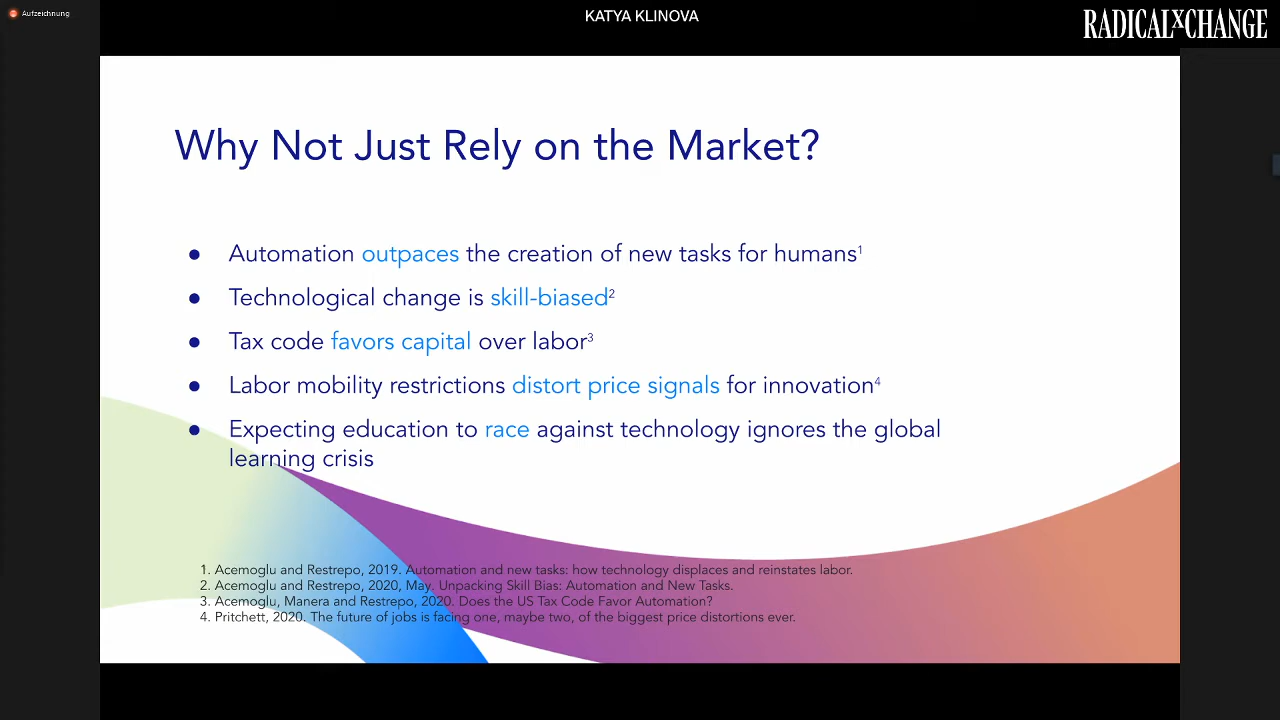 Aufzeichnung
KATYA KLINOVA
RADICALXCHANGE
Why Not Just Rely on the Market?
● Automation outpaces the creation of new tasks for humans¹
● Technological change is skill-biased²
● Tax code favors capital over labor³
● Labor mobility restrictions distort price signals for innovation⁴
● Expecting education to race against technology ignores the global
learning crisis
1. Acemoglu and Restrepo, 2019. Automation and new tasks: how technology displaces and reinstates labor.
2. Acemoglu and Restrepo, 2020, May. Unpacking Skill Bias: Automation and New Tasks.
3. Acemoglu, Manera and Restrepo, 2020. Does the US Tax Code Favor Automation?
4. Pritchett, 2020. The future of jobs is facing one, maybe two, of the biggest price distortions ever.